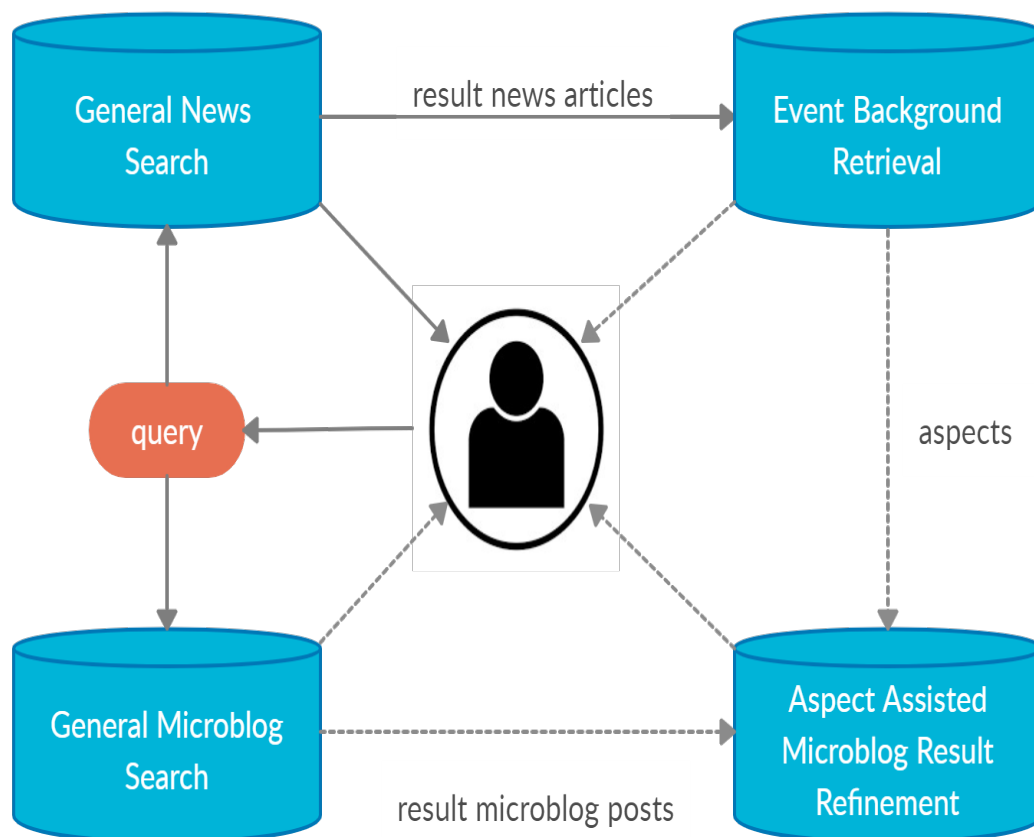 General News
Search
result news articles
Event Background
Retrieval
query
aspects
General Microblog
Search
result microblog posts
Aspect Assisted
Microblog Result
Refinement